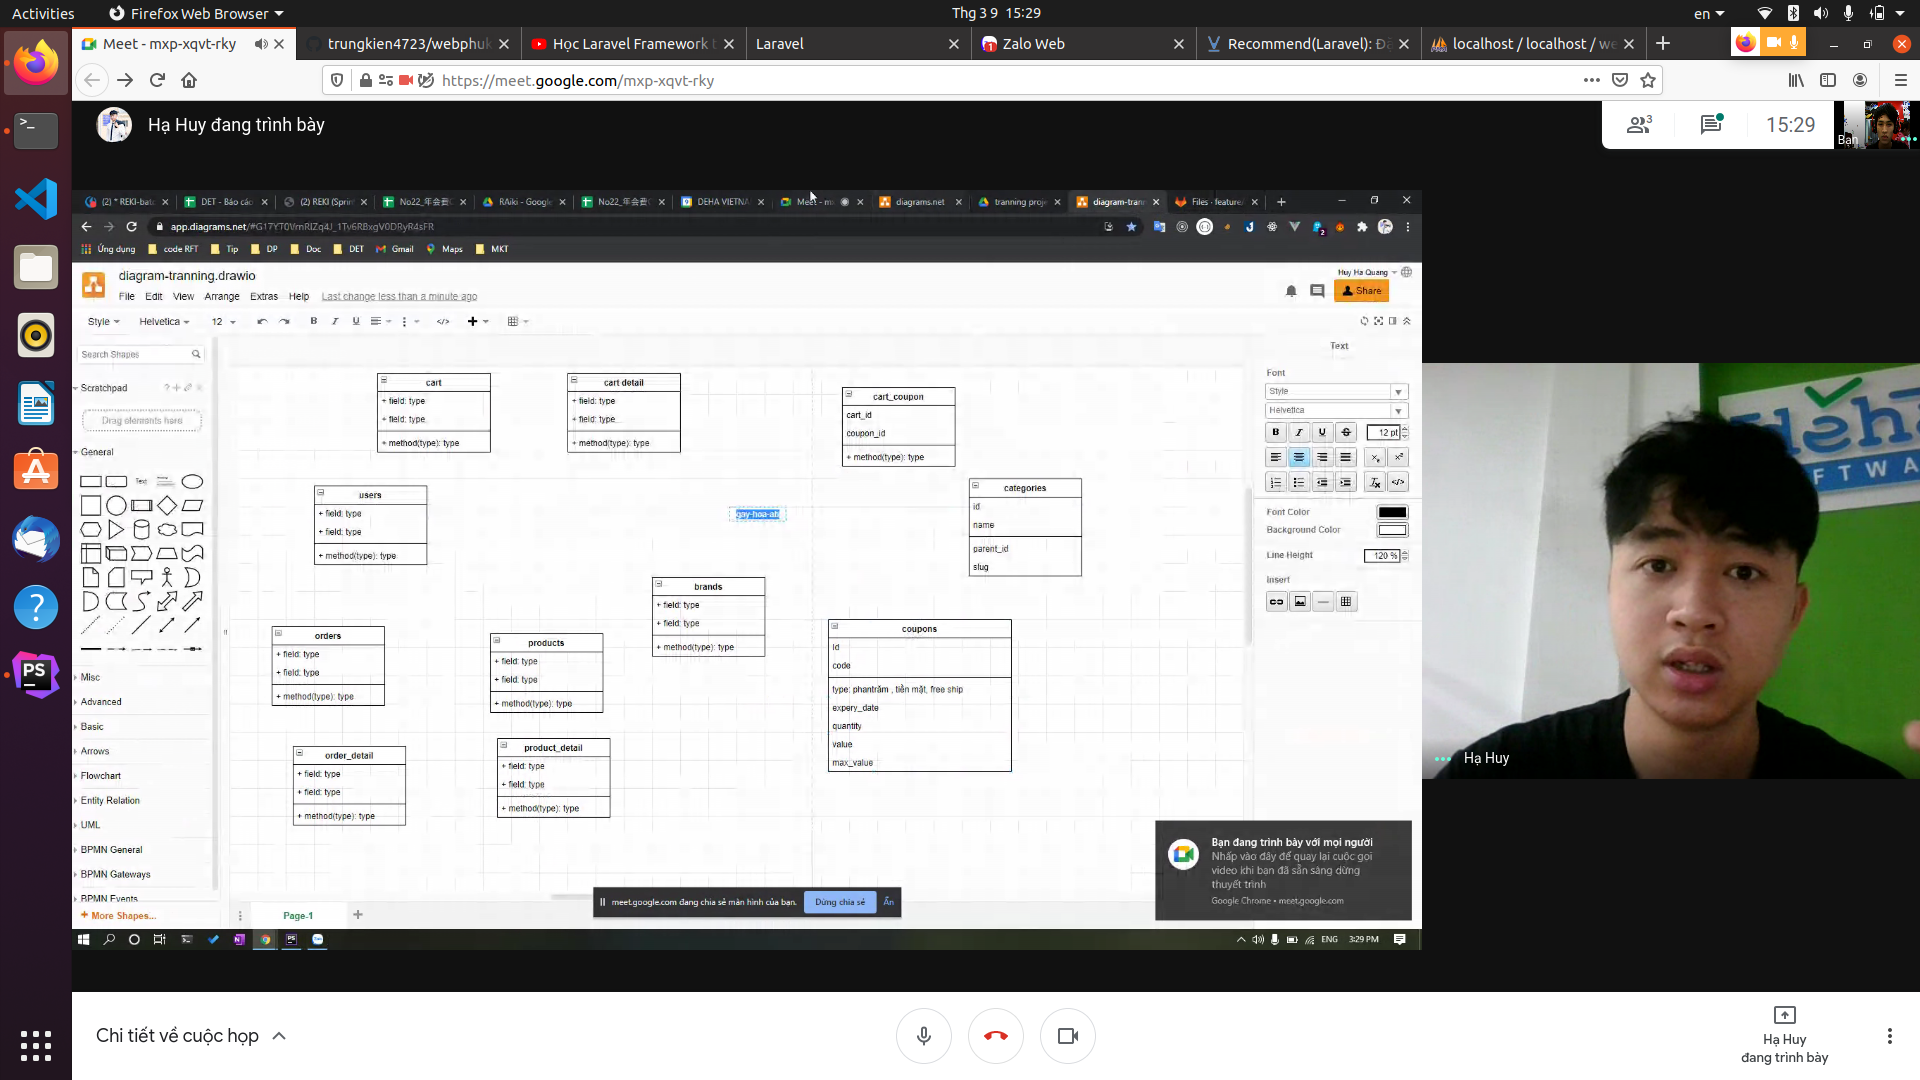 Activities
Firefox Web Browser
Thg 3 9 15:29
en
Meet - mxp-xqvt-rky
trungkien4723/webphuk
Học Laravel Framework t
Laravel
Zalo Web
Recommend(Laravel): Đá
localhost / localhost / we
https://meet.google.com/mxp-xqvt-rky
Hạ Huy đang trình bày
3
15:29
Bạn
(2) * REKI-bat
DET - Báo cáo
(2) REKI (Sprin
No22_年会費C
RAiki - Google
No22_年会費C
DEHA VIETNA
Meet - m
diagrams.net
tranning proje
diagram-trann
Files · feature/
app.diagrams.net/#G17YT0
Ứng dụng
code RFT
Tip
DP
Doc
DET
Gmail
Maps
MKT
diagram-tranning.drawio
Huy Ha Quang
File Edit View Arrange Extras Help Last change less than a minute ago
Share
Style
Helvetica
12
B I U
Search Shapes
Scratchpad
Drag elements here
General
Text
Misc
Advanced
Basic
Arrows
Flowchart
Entity Relation
UML
BPMN General
BPMN Gateways
BPMN Events
+ More Shapes...
cart
+ field: type
+ field: type
+ method(type): type
cart detail
+ field: type
+ field: type
+ method(type): type
cart_coupon
cart_id
coupon_id
+ method(type): type
users
+ field: type
+ field: type
+ method(type): type
categories
id
name
parent_id
slug
brands
+ field: type
+ field: type
+ method(type): type
orders
+ field: type
+ field: type
+ method(type): type
products
+ field: type
+ field: type
+ method(type): type
coupons
id
code
type: phantrăm , tiền mặt, free ship
expery_date
quantity
value
max_value
order_detail
+ field: type
+ field: type
+ method(type): type
product_detail
+ field: type
+ field: type
+ method(type): type
Page-1
Text
Font
Style
Helvetica
B I U S
12 pt
Font Color
Background Color
Line Height
120 %
Insert
Bạn đang trình bày với mọi người
Nhấp vào đây để quay lại cuộc gọi
video khi bạn đã sẵn sàng dừng
thuyết trình
Google Chrome • meet.google.com
meet.google.com đang chia sẻ màn hình của bạn.
Dừng chia sẻ
Ẩn
ENG
3:29 PM
deha
FTWA
Hạ Huy
Chi tiết về cuộc họp
Hạ Huy
đang trình bày